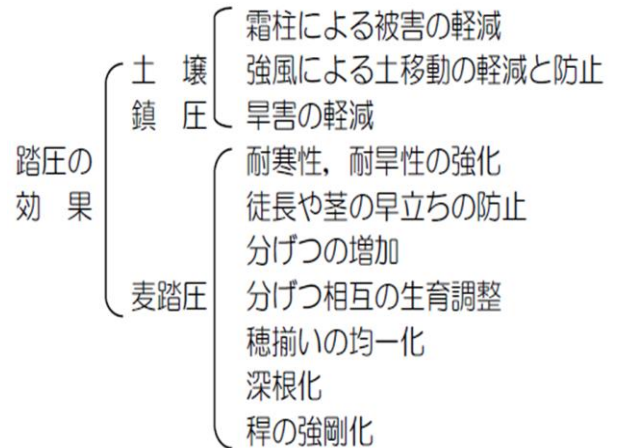 踏圧の
効　果
土　壌
鎮　圧
霜柱による被害の軽減
強風による土移動の軽減と防止
旱害の軽減
麦踏圧
耐寒性，耐旱性の強化
徒長や茎の早立ちの防止
分げつの増加
分げつ相互の生育調整
穂揃いの均一化
深根化
稈の強剛化